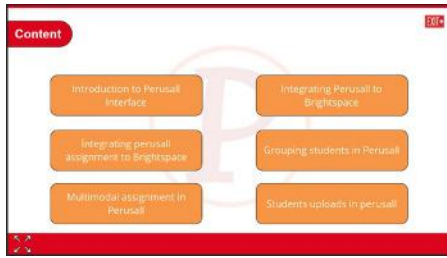 EXIT
Content
Introduction to Perusall
Interface
Integrating Perusall to
Brightspace
Integrating perusall
assignment to Brightspace
Grouping students in Perusall
Multimodal assignment in
Perusall
Students uploads in perusall